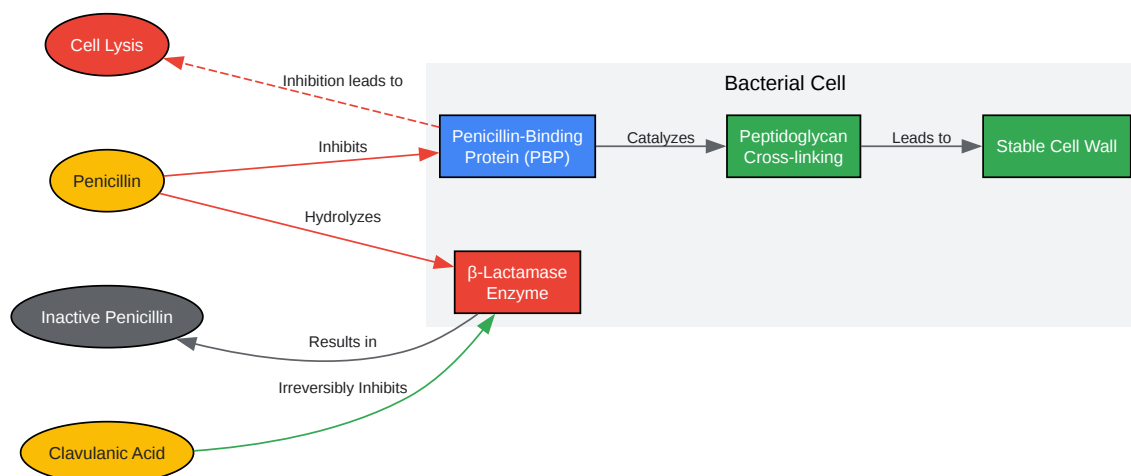 Cell Lysis
Inhibition leads to
Bacterial Cell
Penicillin-Binding
Protein (PBP)
Catalyzes
Peptidoglycan
Cross-linking
Leads to
Stable Cell Wall
Inhibits
Penicillin
Hydrolyzes
β-Lactamase
Enzyme
Inactive Penicillin
Results in
Irreversibly Inhibits
Clavulanic Acid